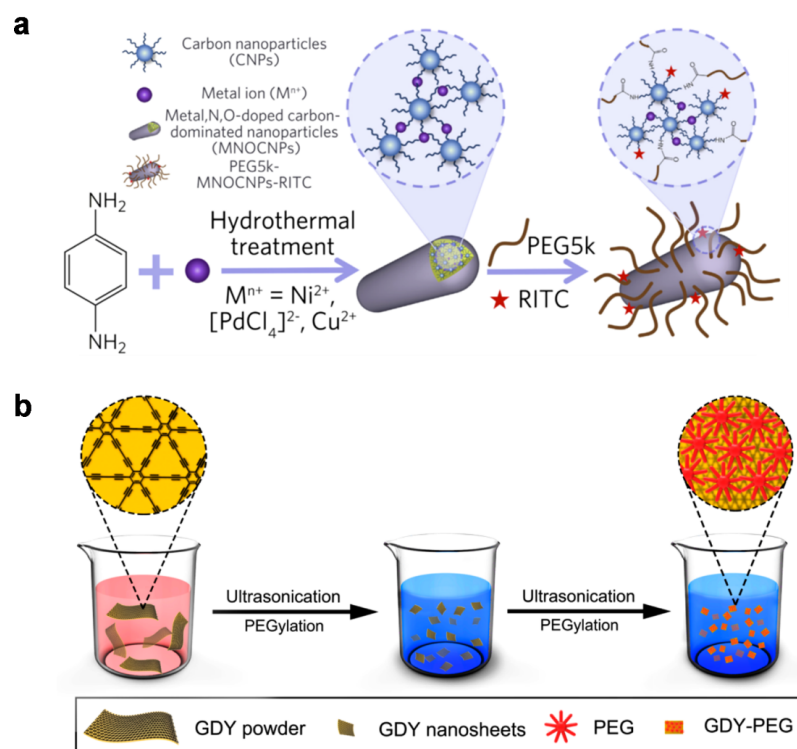 a
Carbon nanoparticles
(CNPs)
Metal ion (Mⁿ⁺)
Metal,N,O-doped carbon-
dominated nanoparticles
(MNOCNPs)
PEG5k-
MNOCNPs-RITC
NH₂
NH₂
Hydrothermal
treatment
Mⁿ⁺ = Ni²⁺,
[PdCl₄]²⁻, Cu²⁺
PEG5k
RITC
b
Ultrasonication
PEGylation
Ultrasonication
PEGylation
GDY powder
GDY nanosheets
PEG
GDY-PEG